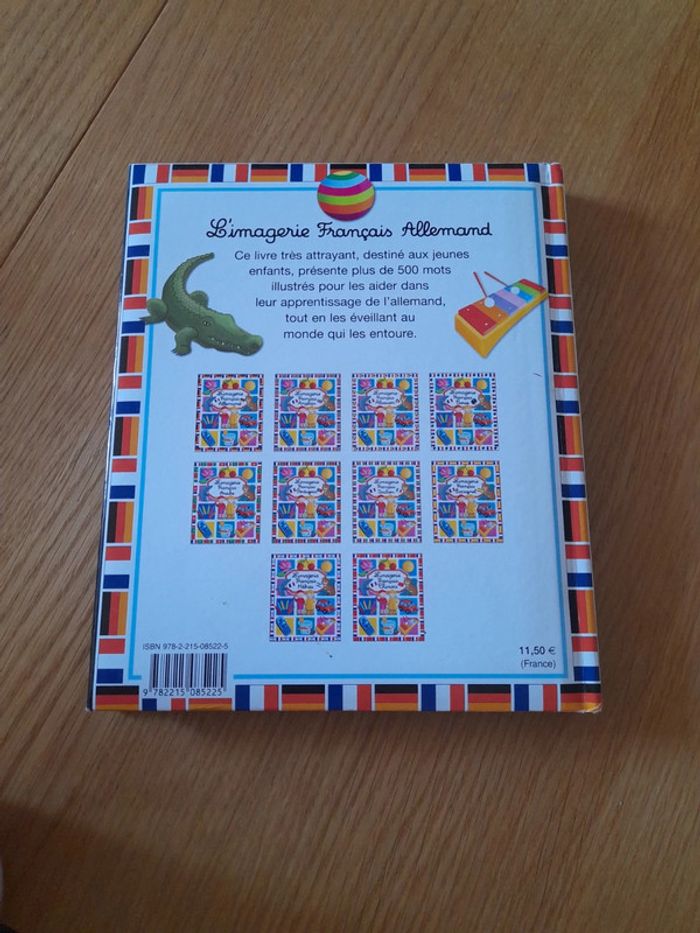 L'imagerie Français Allemand
Ce livre très attrayant, destiné aux jeunes
enfants, présente plus de 500 mots
illustrés pour les aider dans
leur apprentissage de l'allemand,
tout en les éveillant au
monde qui les entoure.
ISBN 978-2-215-08522-5
9 782215 085225
11,50 €
(France)